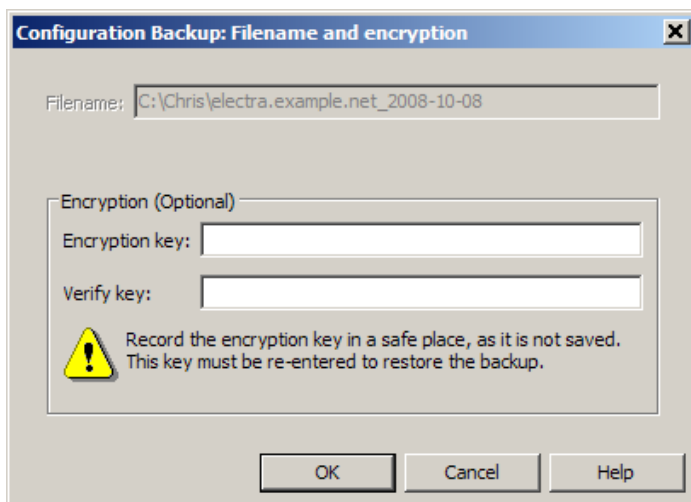 Configuration Backup: Filename and encryption
Filename: C:\Chris\electra.example.net_2008-10-08
Encryption (Optional)
Encryption key:
Verify key:
Record the encryption key in a safe place, as it is not saved.
This key must be re-entered to restore the backup.
OK Cancel Help